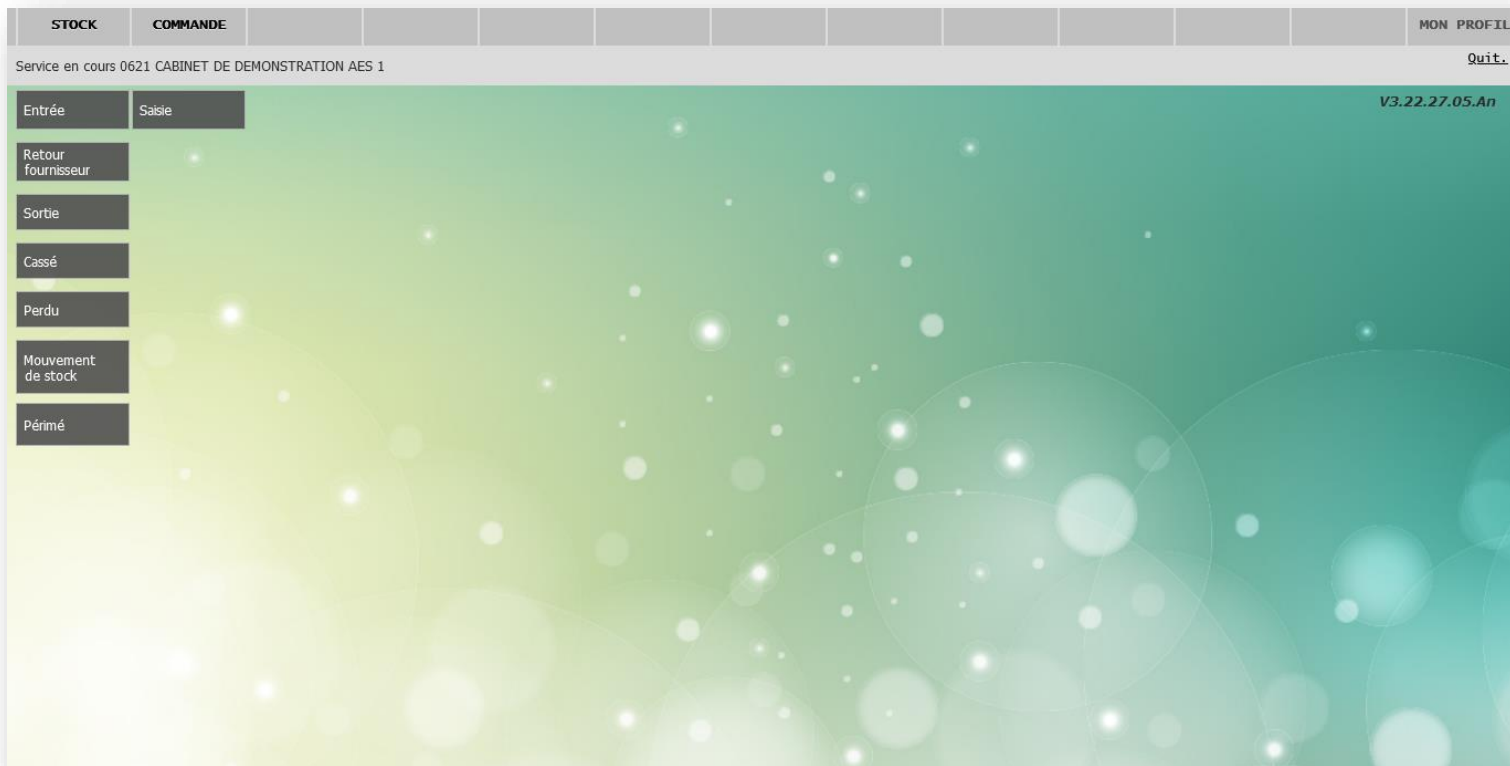 STOCK COMMANDE MON PROFIL
Service en cours 0621 CABINET DE DEMONSTRATION AES 1 Quit.
Entrée Saisie V3.22.27.05.An
Retour
fournisseur
Sortie
Cassé
Perdu
Mouvement
de stock
Périmé